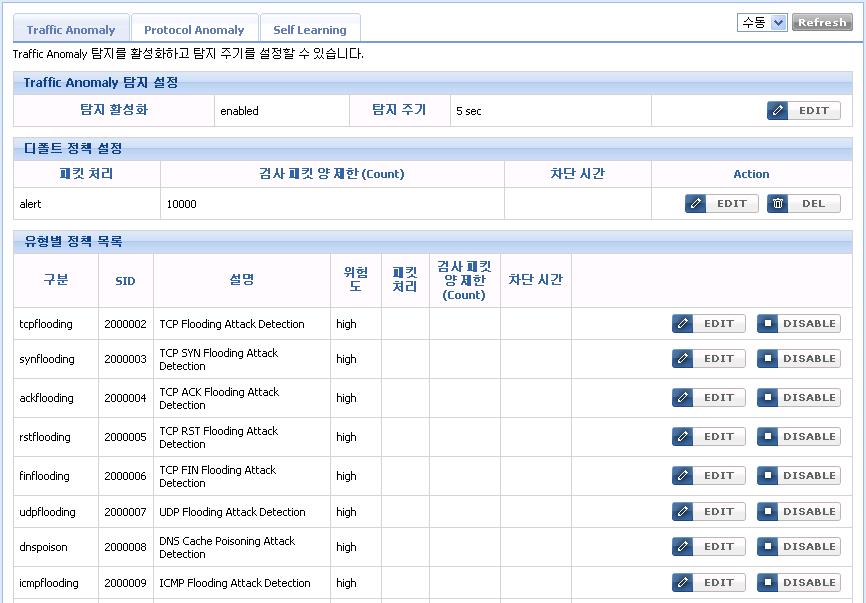 Traffic Anomaly Protocol Anomaly Self Learning 수동 Refresh
Traffic Anomaly 탐지를 활성화하고 탐지 주기를 설정할 수 있습니다.
Traffic Anomaly 탐지 설정
탐지 활성화 enabled 탐지 주기 5 sec EDIT
디폴트 정책 설정
패킷 처리 검사 패킷 양 제한 (Count) 차단 시간 Action
alert 10000 EDIT DEL
유형별 정책 목록
구분 SID 설명 위험도 패킷 처리 검사 패킷 양 제한 (Count) 차단 시간
tcpflooding 2000002 TCP Flooding Attack Detection high EDIT DISABLE
synflooding 2000003 TCP SYN Flooding Attack Detection high EDIT DISABLE
ackflooding 2000004 TCP ACK Flooding Attack Detection high EDIT DISABLE
rstflooding 2000005 TCP RST Flooding Attack Detection high EDIT DISABLE
finflooding 2000006 TCP FIN Flooding Attack Detection high EDIT DISABLE
udpflooding 2000007 UDP Flooding Attack Detection high EDIT DISABLE
dnspoison 2000008 DNS Cache Poisoning Attack Detection high EDIT DISABLE
icmpflooding 2000009 ICMP Flooding Attack Detection high EDIT DISABLE